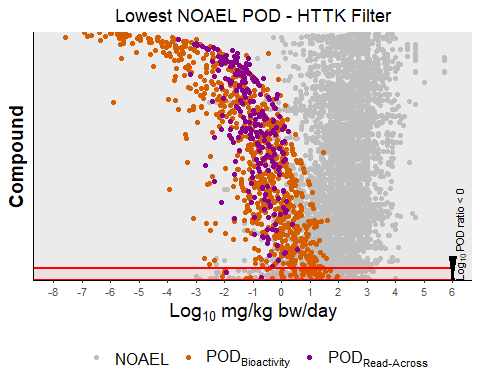 Lowest NOAEL POD - HTTK Filter
Compound
Log10 POD ratio < 0
-8 -7 -6 -5 -4 -3 -2 -1 0 1 2 3 4 5 6
Log10 mg/kg bw/day
NOAEL PODBioactivity PODRead-Across